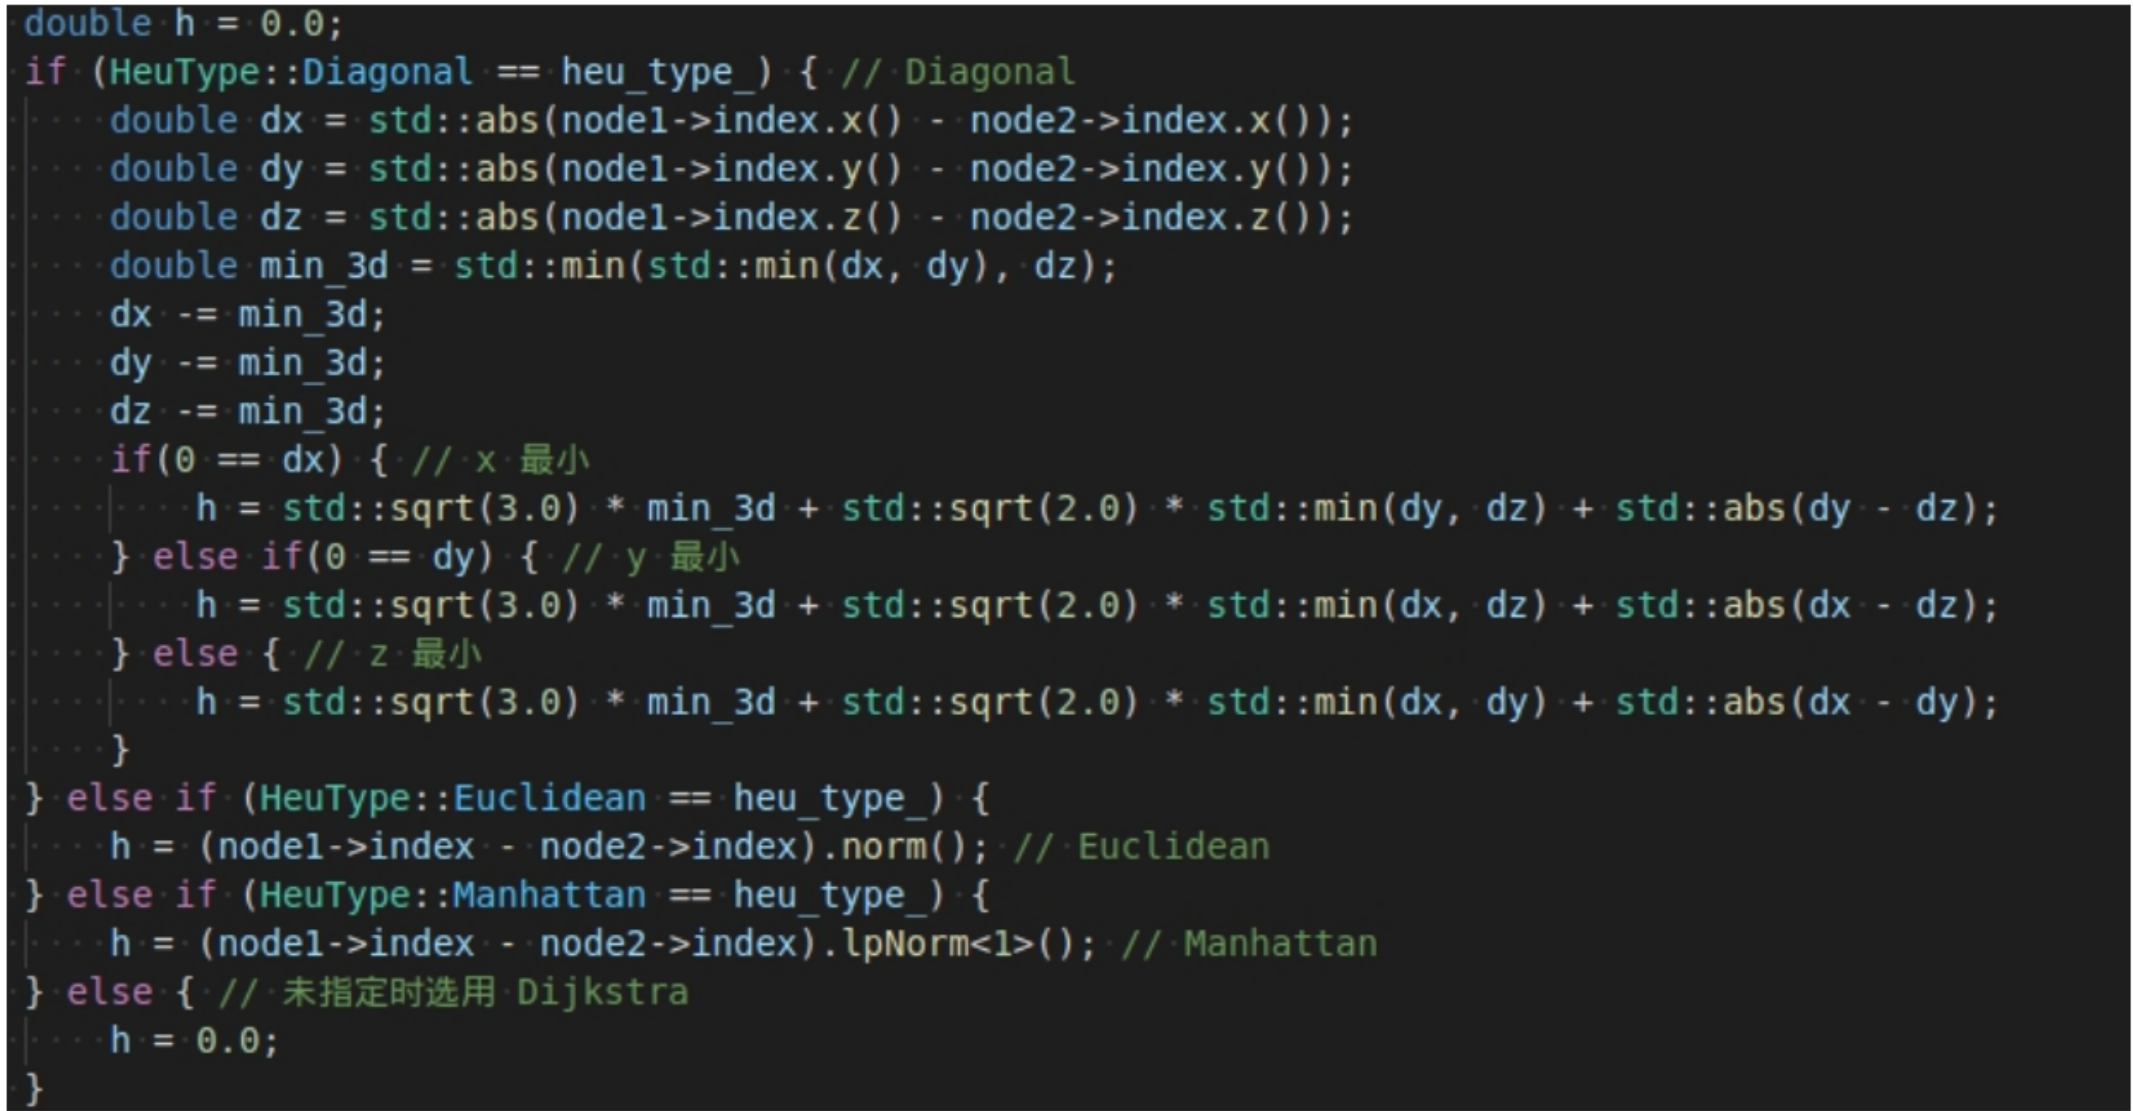 double h = 0.0;
if (HeuType::Diagonal == heu_type_) { // Diagonal
    double dx = std::abs(node1->index.x() - node2->index.x());
    double dy = std::abs(node1->index.y() - node2->index.y());
    double dz = std::abs(node1->index.z() - node2->index.z());
    double min_3d = std::min(std::min(dx, dy), dz);
    dx -= min_3d;
    dy -= min_3d;
    dz -= min_3d;
    if(0 == dx) { // x 最小
        h = std::sqrt(3.0) * min_3d + std::sqrt(2.0) * std::min(dy, dz) + std::abs(dy - dz);
    } else if(0 == dy) { // y 最小
        h = std::sqrt(3.0) * min_3d + std::sqrt(2.0) * std::min(dx, dz) + std::abs(dx - dz);
    } else { // z 最小
        h = std::sqrt(3.0) * min_3d + std::sqrt(2.0) * std::min(dx, dy) + std::abs(dx - dy);
    }
} else if (HeuType::Euclidean == heu_type_) {
    h = (node1->index - node2->index).norm(); // Euclidean
} else if (HeuType::Manhattan == heu_type_) {
    h = (node1->index - node2->index).lpNorm<1>(); // Manhattan
} else { // 未指定时选用 Dijkstra
    h = 0.0;
}